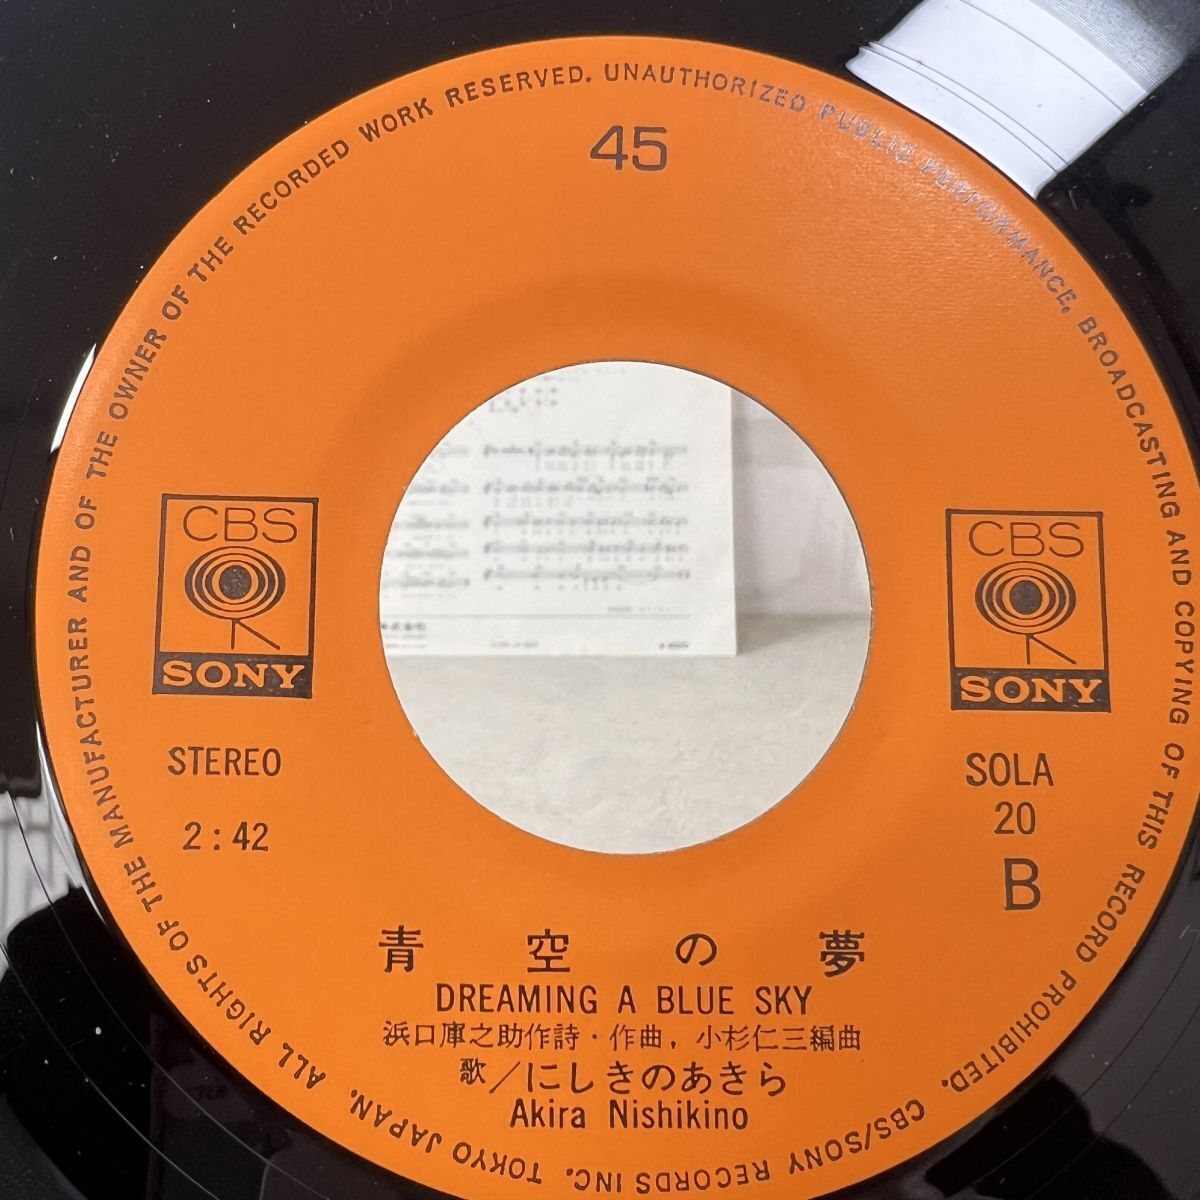 ALL RIGHTS OF THE MANUFACTURER AND OF THE OWNER OF THE RECORDED WORK RESERVED. UNAUTHORIZED PUBLIC PERFORMANCE, BROADCASTING AND COPYING OF THIS RECORD PROHIBITED. CBS/SONY RECORDS INC. TOKYO JAPAN.
45
CBS
SONY
CBS
SONY
STEREO
2:42
SOLA
20
B
青空の夢
DREAMING A BLUE SKY
浜口庫之助作詩・作曲，小杉仁三編曲
歌／にしきのあきら
Akira Nishikino